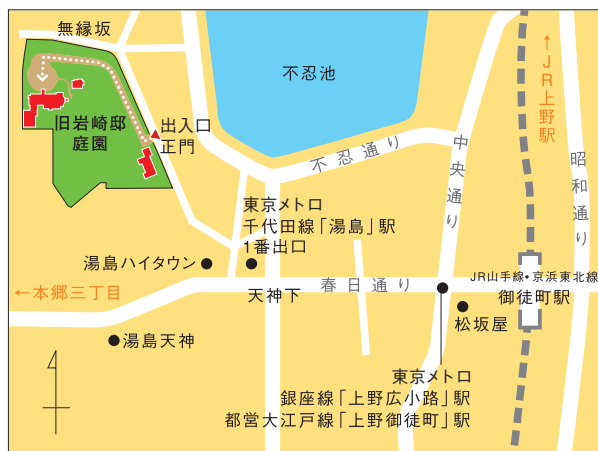 無縁坂
不忍池
↑JR上野駅
旧岩崎邸
庭園
出入口
正門
不忍通り
中央通り
昭和通り
東京メトロ
千代田線「湯島」駅
1番出口
湯島ハイタウン
←本郷三丁目
天神下
春日通り
JR山手線・京浜東北線
御徒町駅
松坂屋
湯島天神
東京メトロ
銀座線「上野広小路」駅
都営大江戸線「上野御徒町」駅